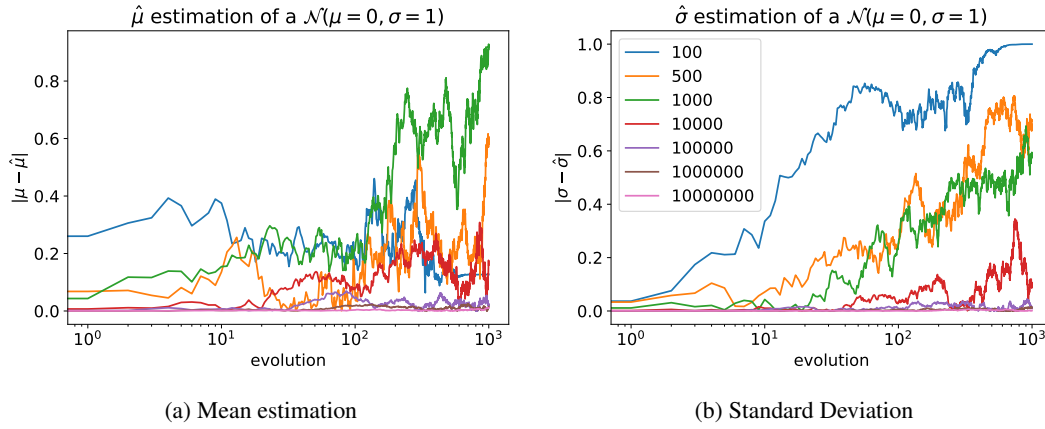 μ̂ estimation of a 𝒩(μ = 0, σ = 1)
|μ − μ̂|
0.8
0.6
0.4
0.2
0.0
10⁰ 10¹ 10² 10³
evolution
(a) Mean estimation
σ̂ estimation of a 𝒩(μ = 0, σ = 1)
|σ − σ̂|
1.0
0.8
0.6
0.4
0.2
0.0
100
500
1000
10000
100000
1000000
10000000
10⁰ 10¹ 10² 10³
evolution
(b) Standard Deviation